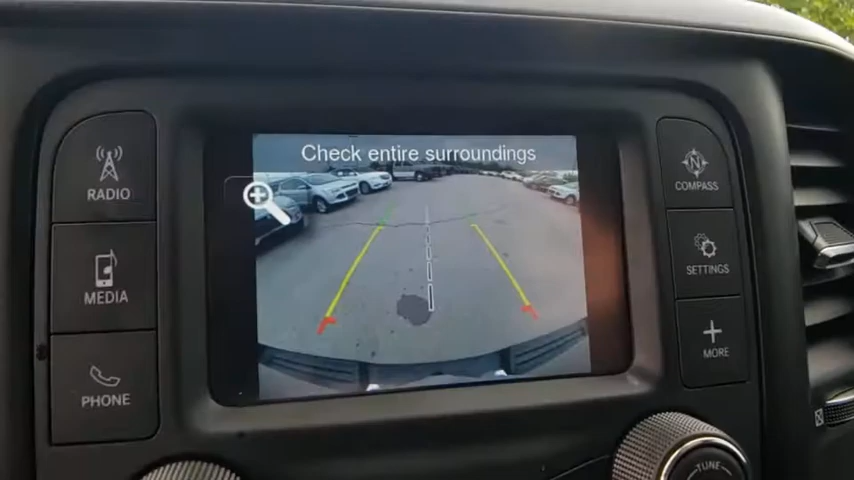 Check entire surroundings
RADIO
MEDIA
PHONE
N
COMPASS
SETTINGS
MORE
TUNE